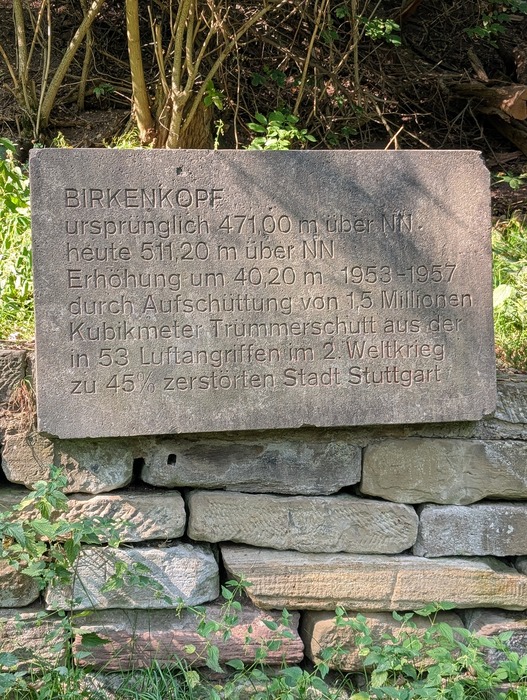 BIRKENKOPF
ursprünglich 471,00 m über NN
heute 511,20 m über NN
Erhöhung um 40,20 m 1953-1957
durch Aufschüttung von 1,5 Millionen
Kubikmeter Trümmerschutt aus der
in 53 Luftangriffen im 2. Weltkrieg
zu 45% zerstörten Stadt Stuttgart